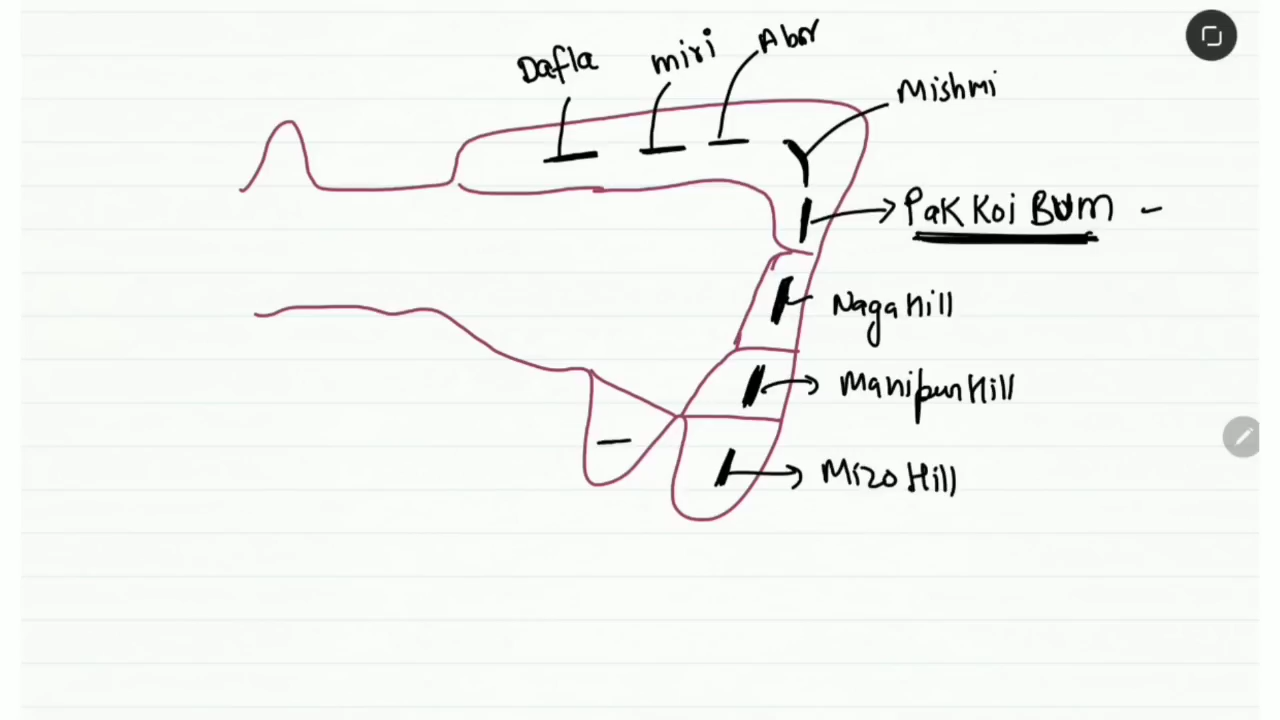 Dafla
miri
Abor
Mishmi
Pakkoi Bum
Naga hill
Manipur Hill
Mizo Hill